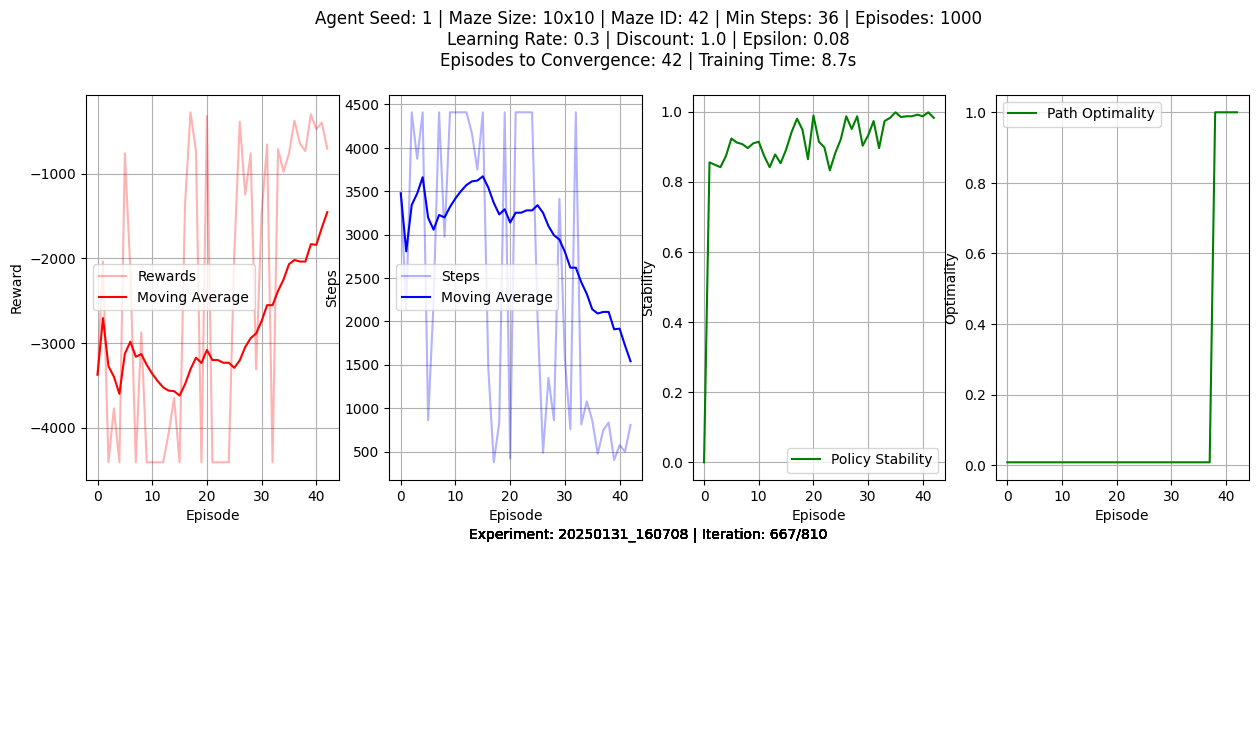 Agent Seed: 1 | Maze Size: 10x10 | Maze ID: 42 | Min Steps: 36 | Episodes: 1000
Learning Rate: 0.3 | Discount: 1.0 | Epsilon: 0.08
Episodes to Convergence: 42 | Training Time: 8.7s
Reward
−1000
−2000
−3000
−4000
Rewards
Moving Average
0
10
20
30
40
Episode
Steps
4500
4000
3500
3000
2500
2000
1500
1000
500
Steps
Moving Average
0
10
20
30
40
Episode
Stability
1.0
0.8
0.6
0.4
0.2
0.0
Policy Stability
0
10
20
30
40
Episode
Optimality
1.0
0.8
0.6
0.4
0.2
0.0
Path Optimality
0
10
20
30
40
Episode
Experiment: 20250131_160708 | Iteration: 667/810